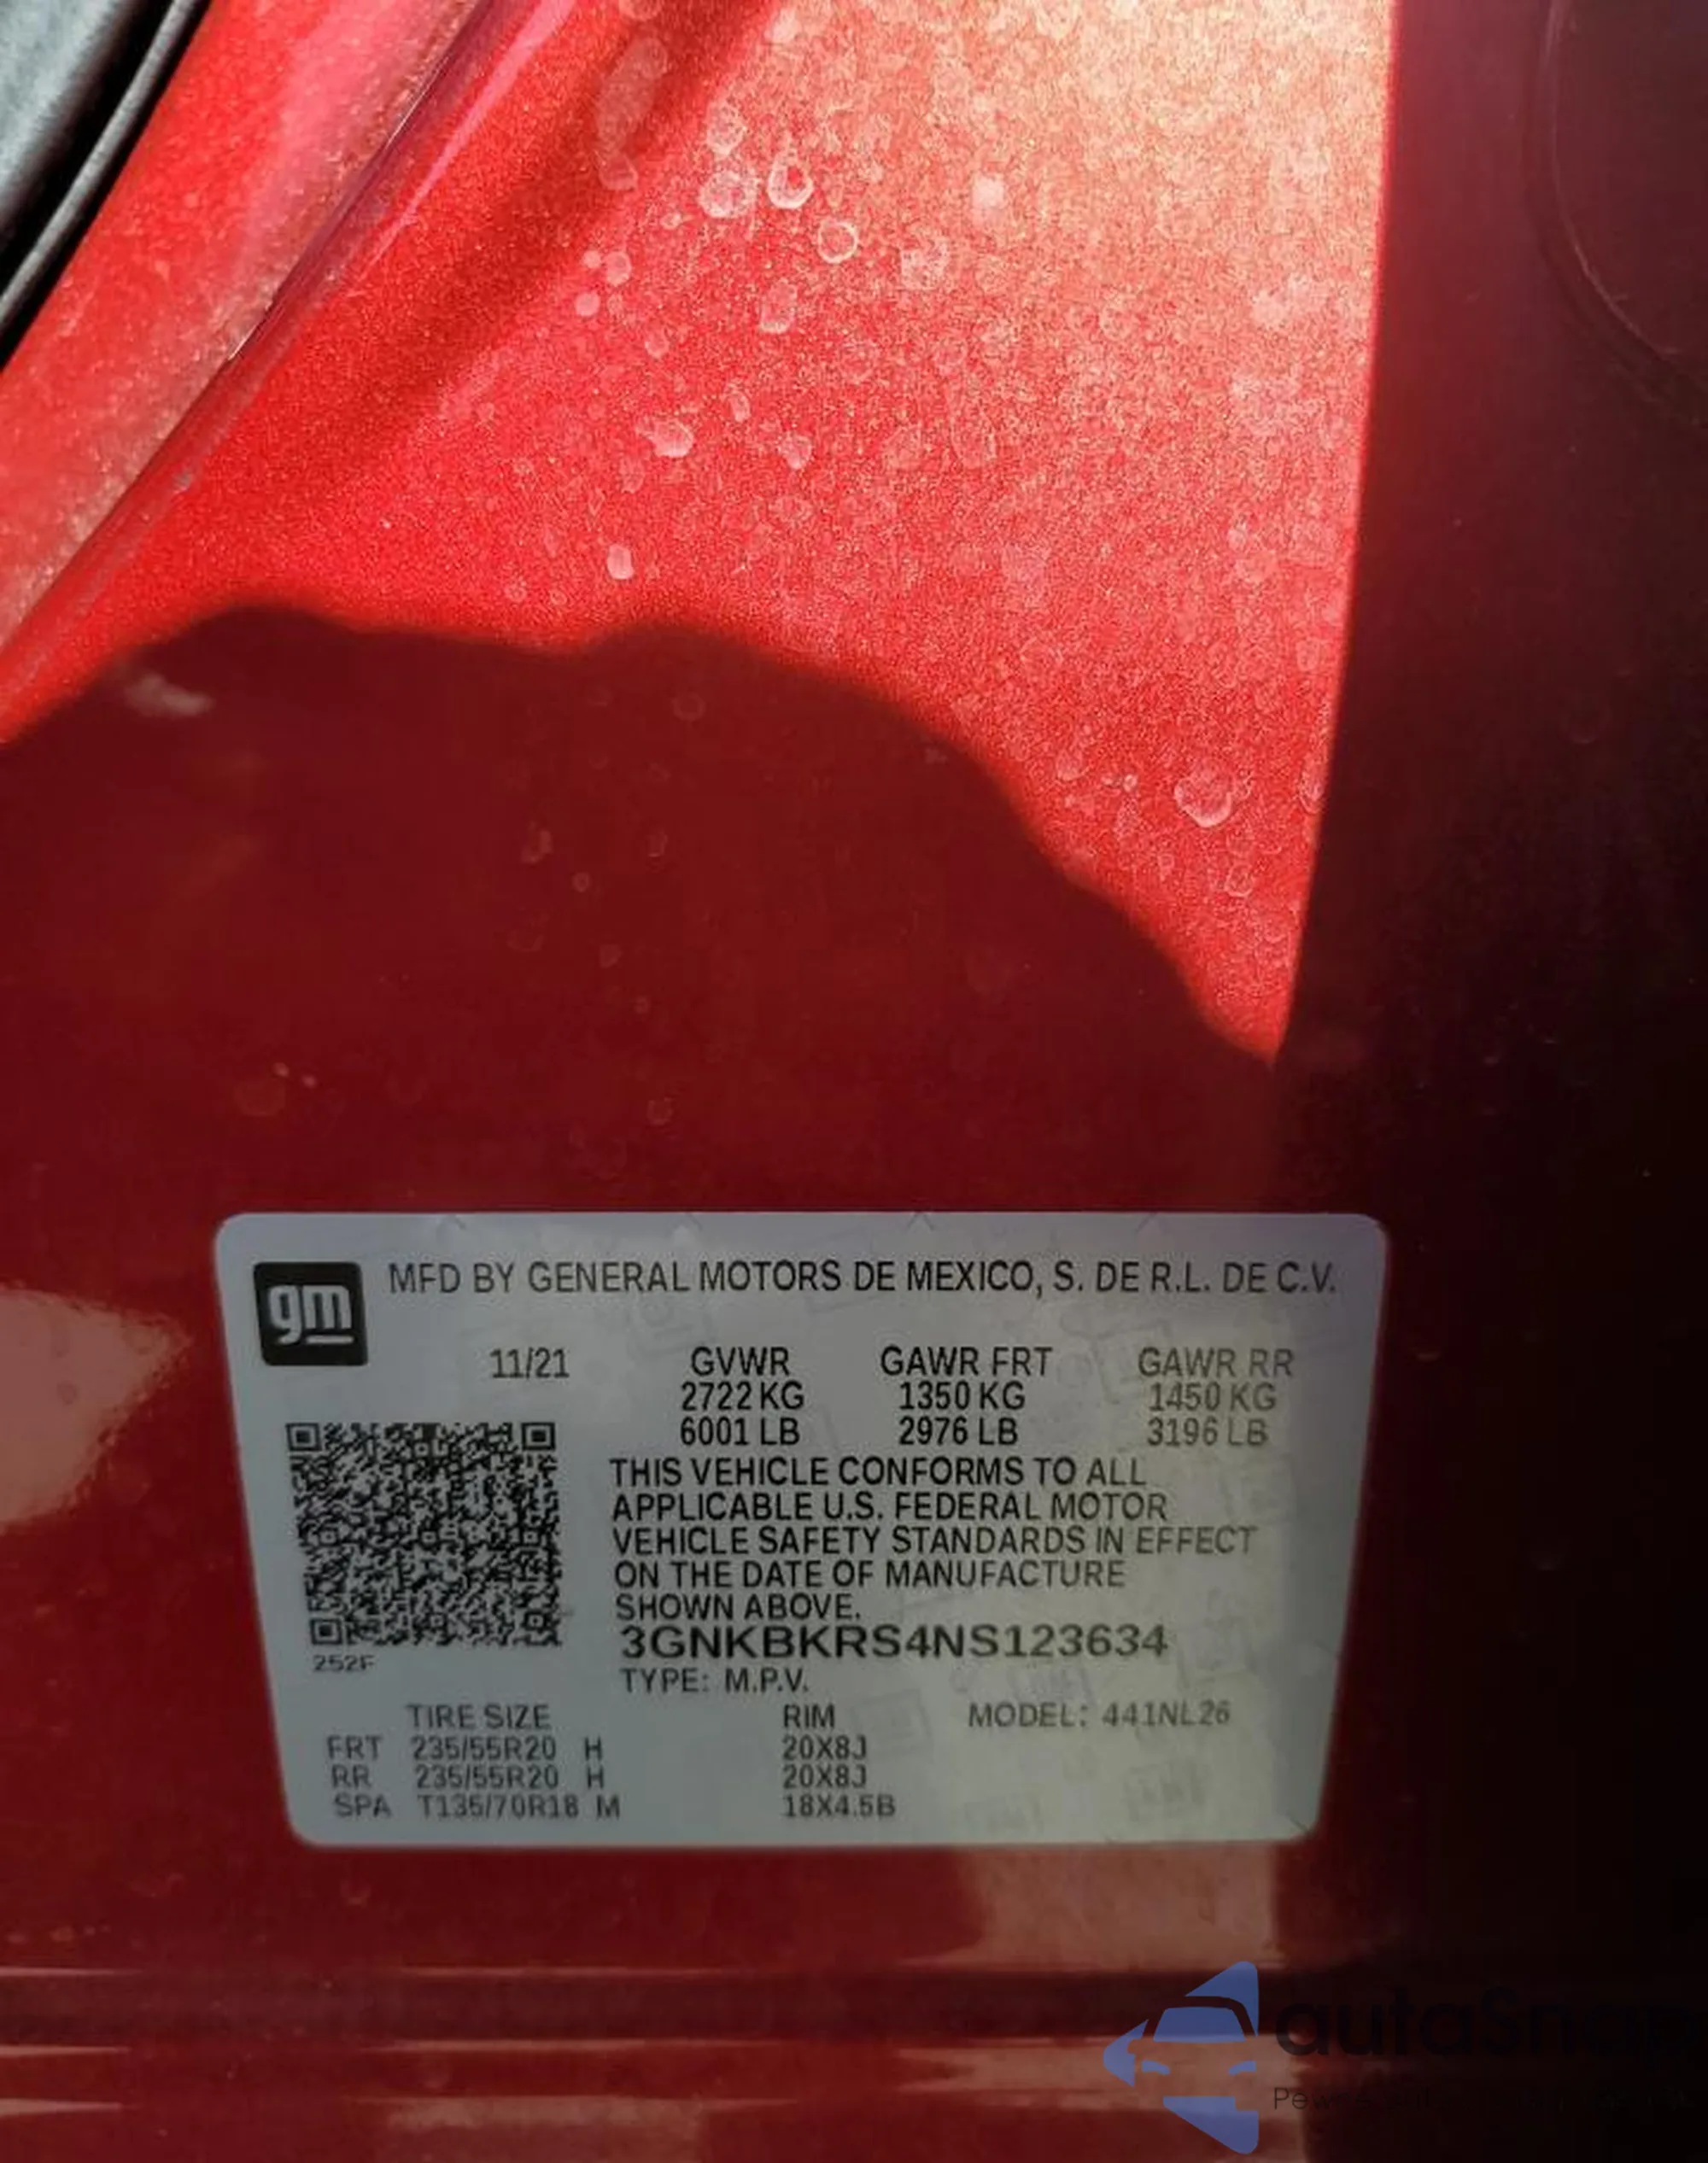 gm MFD BY GENERAL MOTORS DE MEXICO, S. DE R.L. DE C.V.
11/21 GVWR GAWR FRT GAWR RR
2722 KG 1350 KG 1450 KG
6001 LB 2976 LB 3196 LB
THIS VEHICLE CONFORMS TO ALL
APPLICABLE U.S. FEDERAL MOTOR
VEHICLE SAFETY STANDARDS IN EFFECT
ON THE DATE OF MANUFACTURE
SHOWN ABOVE.
3GNKBKRS4NS123634
252F
TYPE: M.P.V.
TIRE SIZE RIM MODEL: 441NL26
FRT 235/55R20 H 20X8J
RR 235/55R20 H 20X8J
SPA T135/70R18 M 18X4.5B